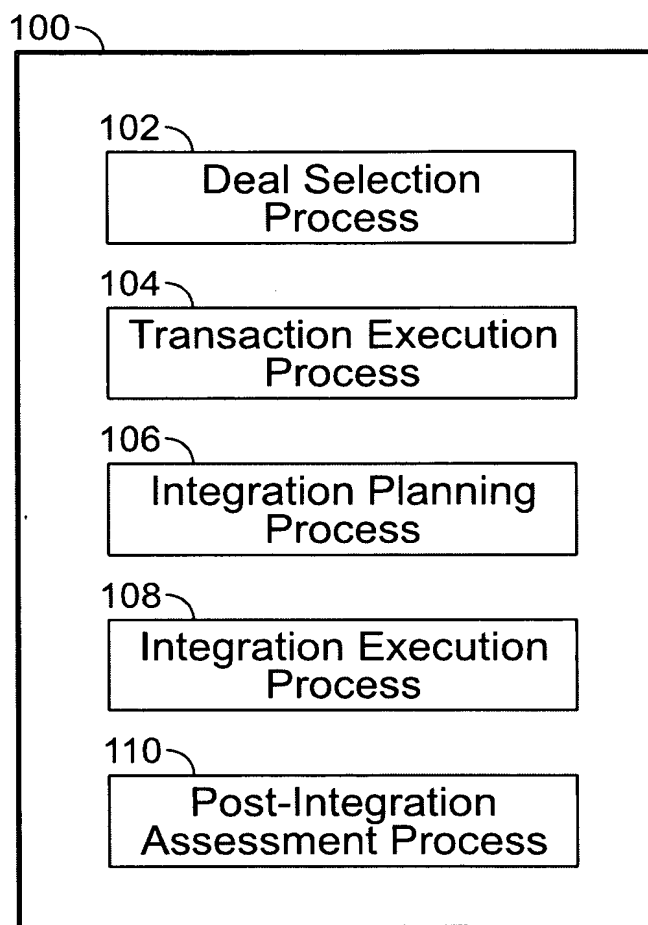 100
102
Deal Selection
Process
104
Transaction Execution
Process
106
Integration Planning
Process
108
Integration Execution
Process
110
Post-Integration
Assessment Process